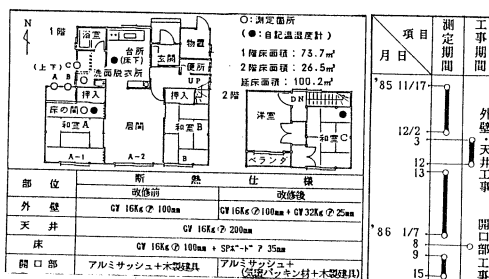 N
1階
浴室
台所
(床下)
物置
玄関
便所
UP
洗面脱衣所
(上下)
A B
C
押入
押入
床の間
和室A
居間
和室B
A-1
A-2
B
○:測定箇所
(●:自記温湿度計)
1階床面積:73.7㎡
2階床面積:26.5㎡
延床面積:100.2㎡
2階
洋室
DN
和室C
ベランダ
部位
断熱仕様
改修前
改修後
外壁
GW 16Kg ⑦ 100mm
GW 16Kg ⑦ 100mm + GW 32Kg ⑦ 25mm
天井
GW 16Kg ⑦ 200mm
床
GW 16Kg ⑦ 100mm + SPボード ア 35mm
開口部
アルミサッシュ+木製建具
アルミサッシュ+
(気密パッキン材+木製建具)
項目
月日
測定期間
工事期間
'85 11/17
12/2
3
12
13
'86 1/7
8
9
15
外壁・天井工事
開口部工事